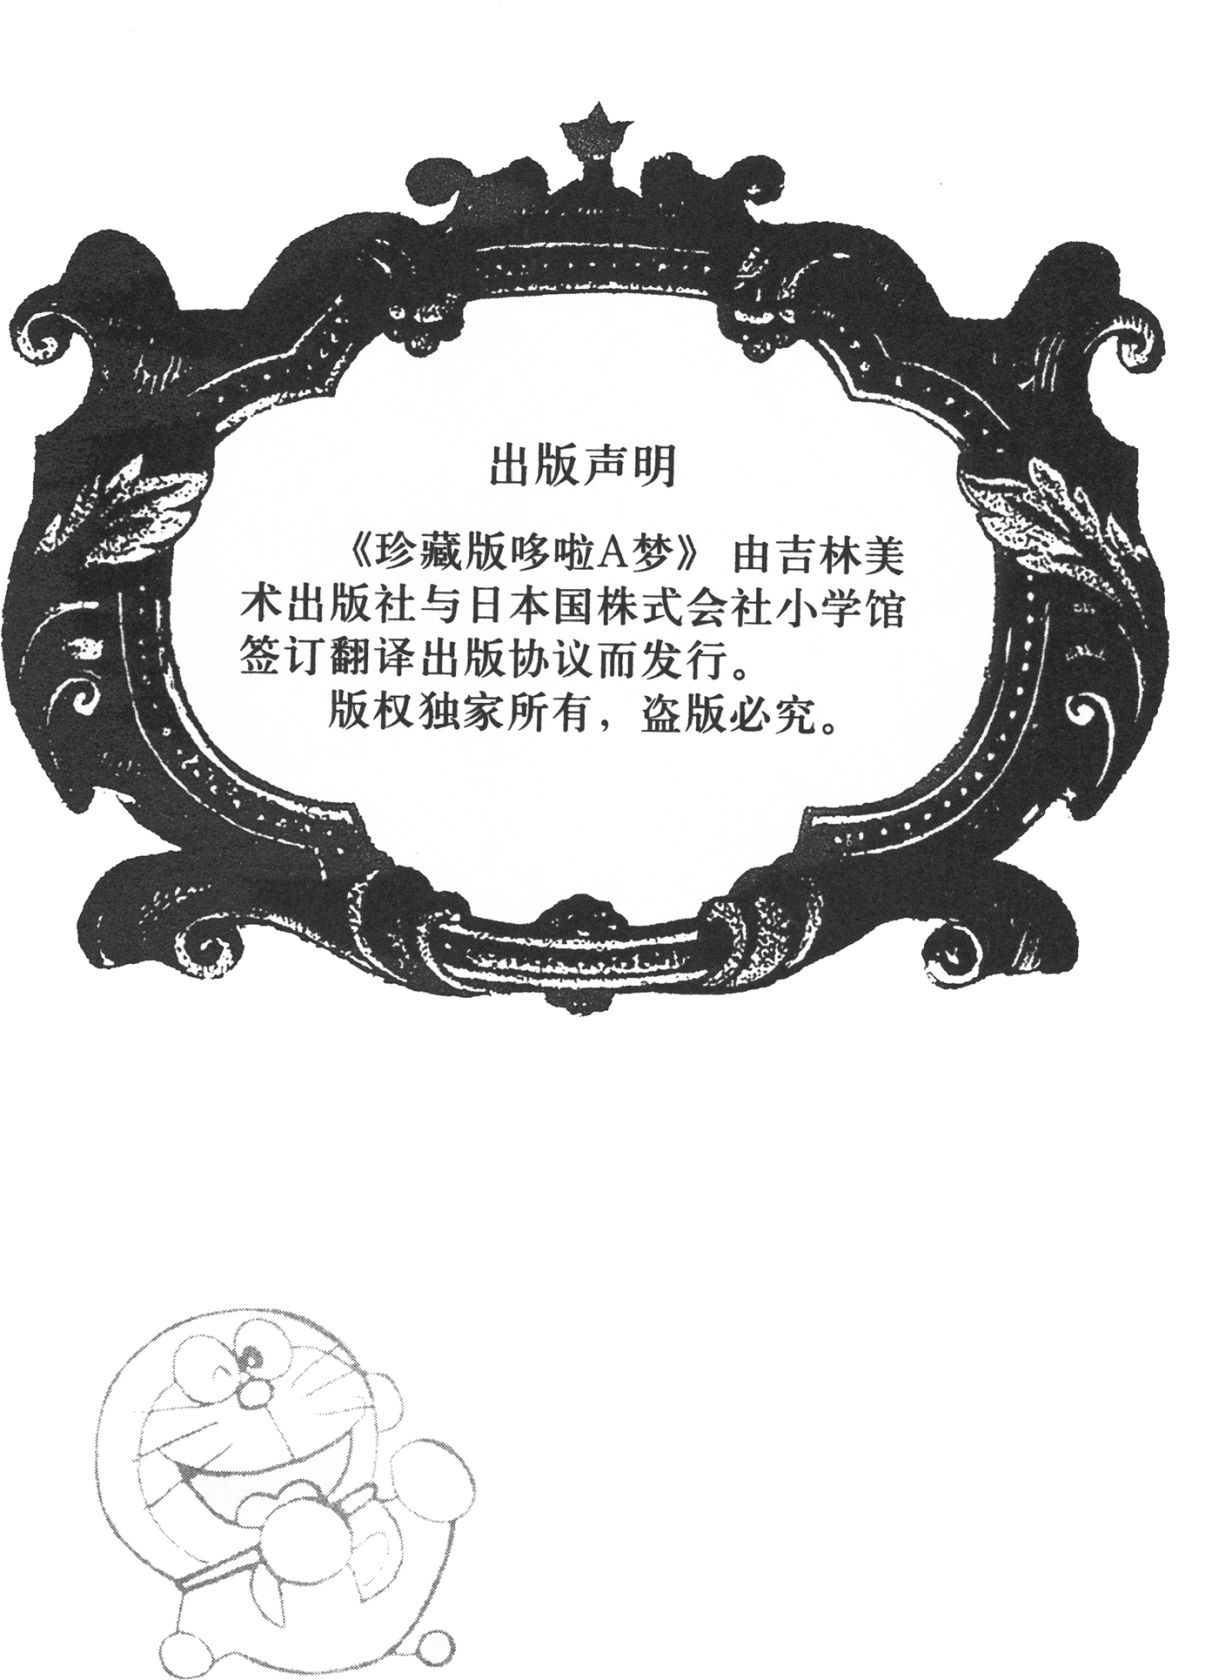 出版声明
《珍藏版哆啦A梦》 由吉林美
术出版社与日本国株式会社小学馆
签订翻译出版协议而发行。
版权独家所有，盗版必究。